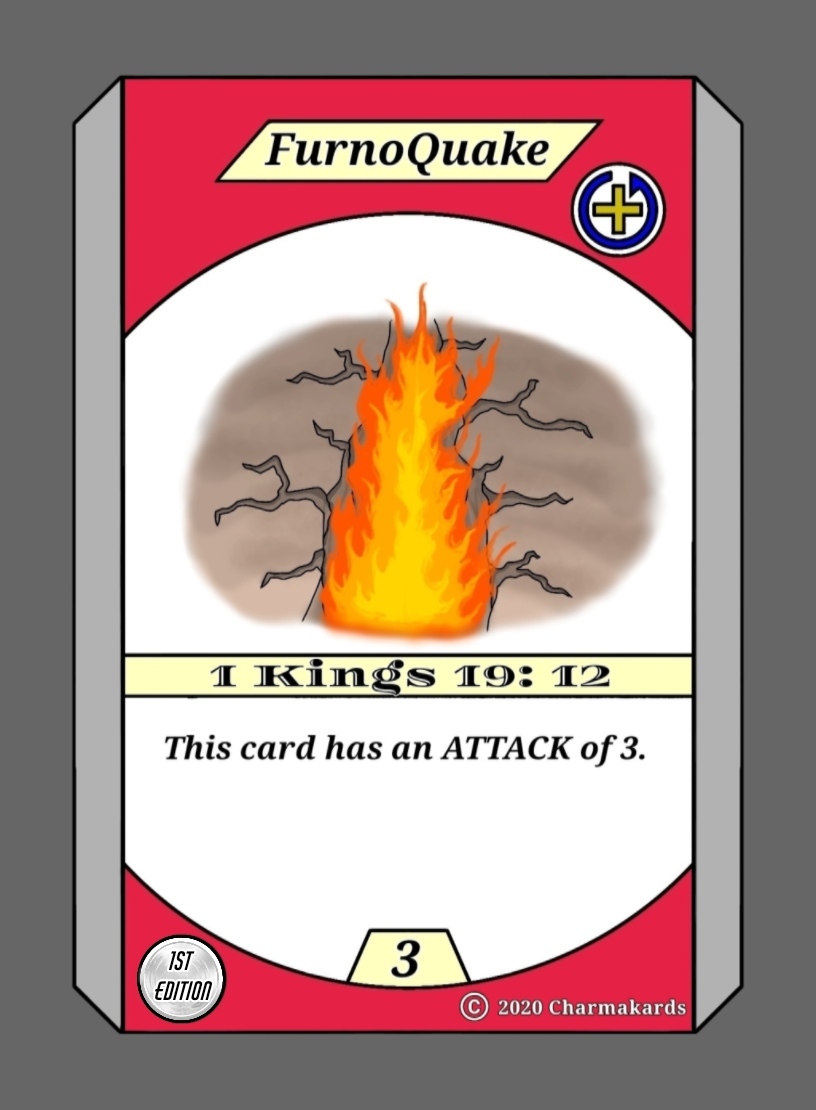 FurnoQuake
1 Kings 19: 12
This card has an ATTACK of 3.
3
1ST
EDITION
© 2020 Charmakards